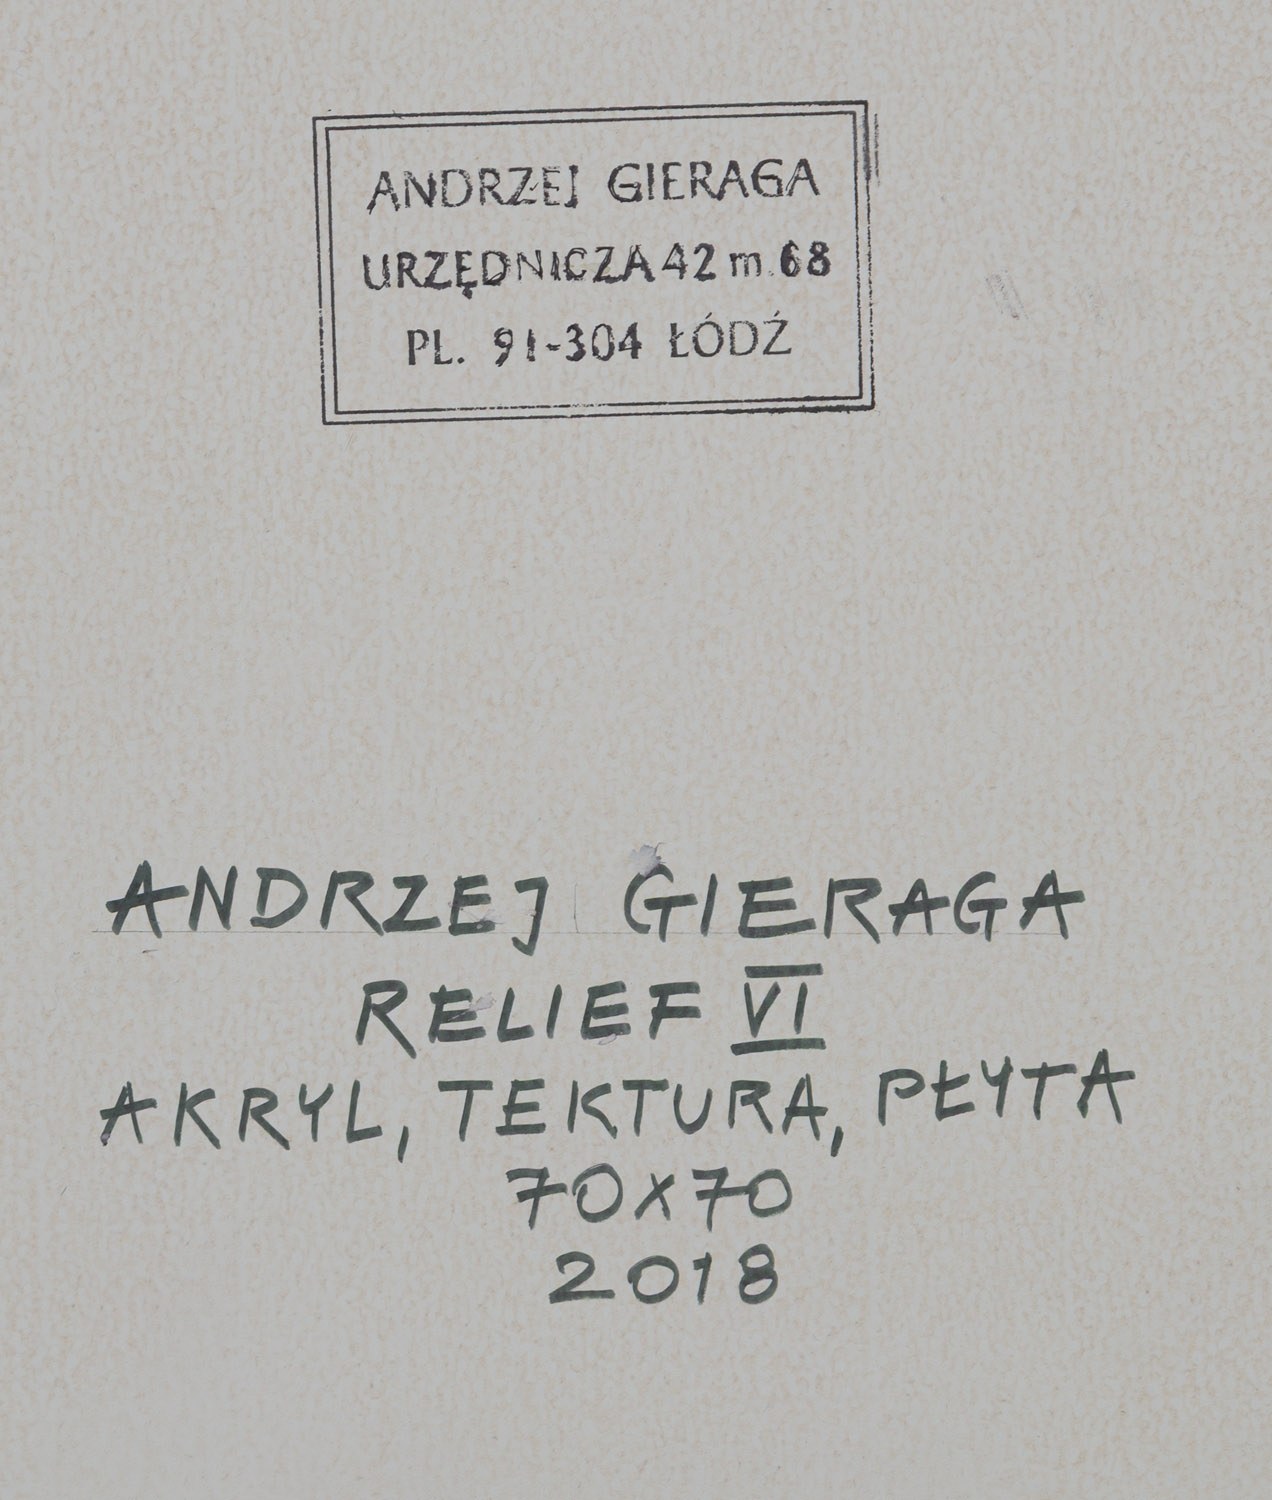 ANDRZEJ GIERAGA
URZĘDNICZA 42 m. 68
PL. 91-304 ŁÓDŹ
ANDRZEJ GIERAGA
RELIEF VI
AKRYL, TEKTURA, PŁYTA
70x70
2018